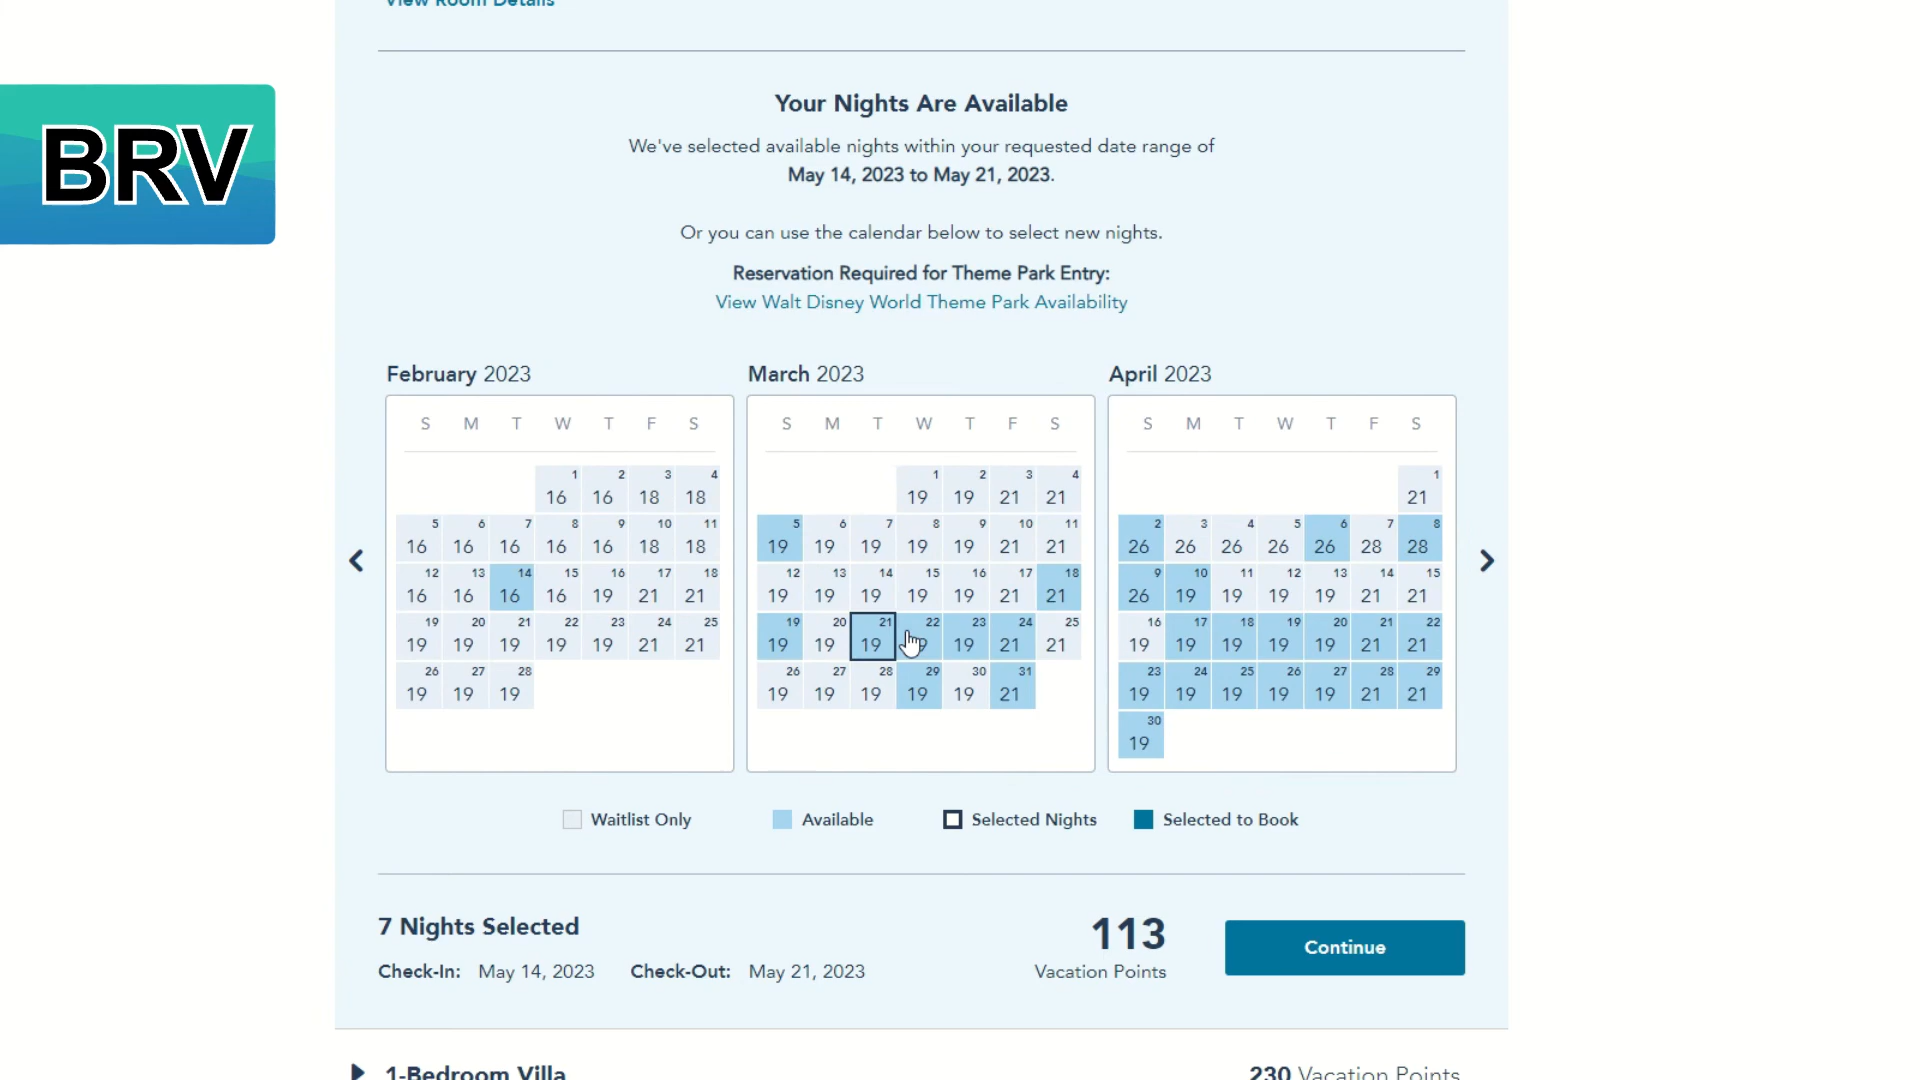 View Room Details
BRV
Your Nights Are Available
We've selected available nights within your requested date range of
May 14, 2023 to May 21, 2023.
Or you can use the calendar below to select new nights.
Reservation Required for Theme Park Entry:
View Walt Disney World Theme Park Availability
February 2023
S M T W T F S
1 2 3 4
16 16 18 18
5 6 7 8 9 10 11
16 16 16 16 16 18 18
12 13 14 15 16 17 18
16 16 16 16 19 21 21
19 20 21 22 23 24 25
19 19 19 19 19 21 21
26 27 28
19 19 19
March 2023
S M T W T F S
1 2 3 4
19 19 21 21
5 6 7 8 9 10 11
19 19 19 19 19 21 21
12 13 14 15 16 17 18
19 19 19 19 19 21 21
19 20 21 22 23 24 25
19 19 19 19 21 21
26 27 28 29 30 31
19 19 19 19 19 21
April 2023
S M T W T F S
1
21
2 3 4 5 6 7 8
26 26 26 26 26 28 28
9 10 11 12 13 14 15
26 19 19 19 19 21 21
16 17 18 19 20 21 22
19 19 19 19 19 21 21
23 24 25 26 27 28 29
19 19 19 19 19 21 21
30
19
Waitlist Only
Available
Selected Nights
Selected to Book
7 Nights Selected
Check-In: May 14, 2023 Check-Out: May 21, 2023
113
Vacation Points
Continue
1-Bedroom Villa
230 Vacation Points